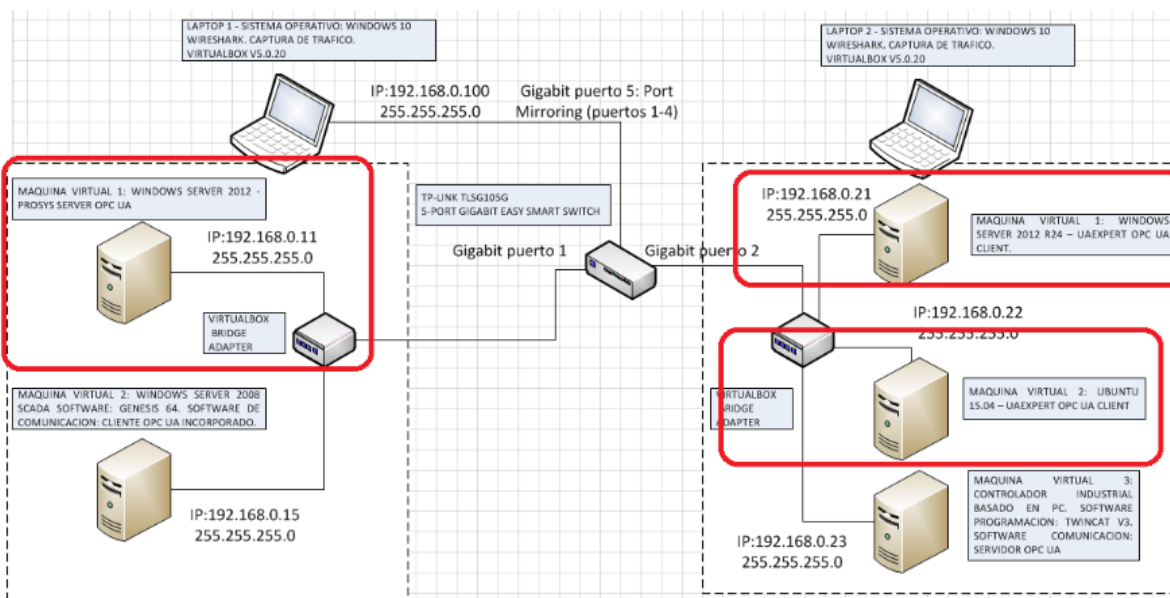 LAPTOP 1 - SISTEMA OPERATIVO: WINDOWS 10
WIRESHARK, CAPTURA DE TRAFICO.
VIRTUALBOX V5.0.20
LAPTOP 2 - SISTEMA OPERATIVO: WINDOWS 10
WIRESHARK, CAPTURA DE TRAFICO.
VIRTUALBOX V5.0.20
IP:192.168.0.100
255.255.255.0
Gigabit puerto 5: Port
Mirroring (puertos 1-4)
MAQUINA VIRTUAL 1: WINDOWS SERVER 2012 -
PROSYS SERVER OPC UA
IP:192.168.0.11
255.255.255.0
VIRTUALBOX
BRIDGE
ADAPTER
TP-LINK TLSG105G
5-PORT GIGABIT EASY SMART SWITCH
Gigabit puerto 1
Gigabit puerto 2
IP:192.168.0.21
255.255.255.0
MAQUINA VIRTUAL 1: WINDOWS
SERVER 2012 R24 – UAEXPERT OPC UA
CLIENT.
IP:192.168.0.22
255.255.255.0
MAQUINA VIRTUAL 2: WINDOWS SERVER 2008
SCADA SOFTWARE: GENESIS 64. SOFTWARE DE
COMUNICACION: CLIENTE OPC UA INCORPORADO.
IP:192.168.0.15
255.255.255.0
VIRTUALBOX
BRIDGE
ADAPTER
MAQUINA VIRTUAL 2: UBUNTU
15.04 – UAEXPERT OPC UA CLIENT
IP:192.168.0.23
255.255.255.0
MAQUINA VIRTUAL 3:
CONTROLADOR INDUSTRIAL
BASADO EN PC. SOFTWARE
PROGRAMACION: TWINCAT V3.
SOFTWARE COMUNICACION:
SERVIDOR OPC UA